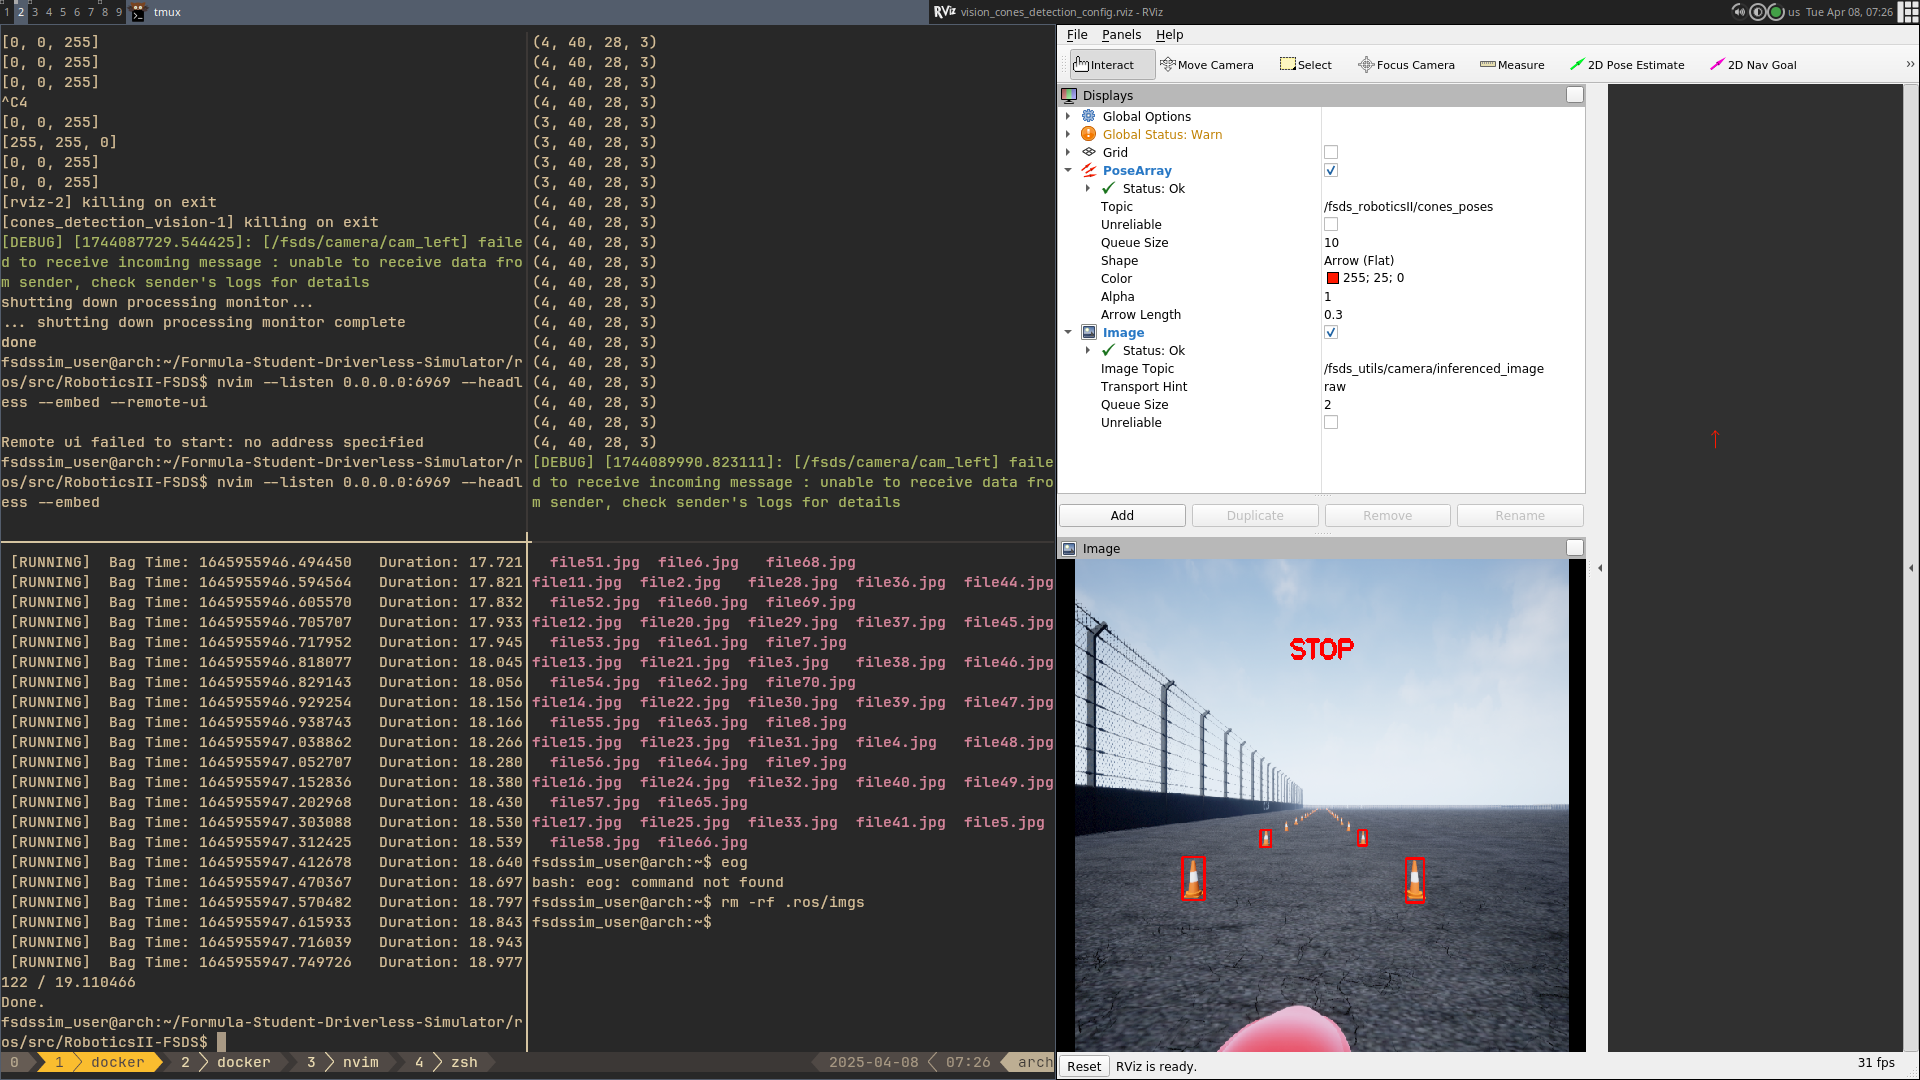 1 2 3 4 5 6 7 8 9 tmux
RViz vision_cones_detection_config.rviz - RViz
us Tue Apr 08, 07:26
[0, 0, 255]
[0, 0, 255]
[0, 0, 255]
^C4
[0, 0, 255]
[255, 255, 0]
[0, 0, 255]
[0, 0, 255]
[rviz-2] killing on exit
[cones_detection_vision-1] killing on exit
[DEBUG] [1744087729.544425]: [/fsds/camera/cam_left] faile
d to receive incoming message : unable to receive data fro
m sender, check sender's logs for details
shutting down processing monitor...
... shutting down processing monitor complete
done
fsdssim_user@arch:~/Formula-Student-Driverless-Simulator/r
os/src/RoboticsII-FSDS$ nvim --listen 0.0.0.0:6969 --headl
ess --embed --remote-ui
Remote ui failed to start: no address specified
fsdssim_user@arch:~/Formula-Student-Driverless-Simulator/r
os/src/RoboticsII-FSDS$ nvim --listen 0.0.0.0:6969 --headl
ess --embed
(4, 40, 28, 3)
(4, 40, 28, 3)
(4, 40, 28, 3)
(4, 40, 28, 3)
(3, 40, 28, 3)
(3, 40, 28, 3)
(3, 40, 28, 3)
(3, 40, 28, 3)
(4, 40, 28, 3)
(4, 40, 28, 3)
(4, 40, 28, 3)
(4, 40, 28, 3)
(4, 40, 28, 3)
(4, 40, 28, 3)
(4, 40, 28, 3)
(4, 40, 28, 3)
(4, 40, 28, 3)
(4, 40, 28, 3)
(4, 40, 28, 3)
(4, 40, 28, 3)
(4, 40, 28, 3)
[DEBUG] [1744089990.823111]: [/fsds/camera/cam_left] faile
d to receive incoming message : unable to receive data fro
m sender, check sender's logs for details
[RUNNING]  Bag Time: 1645955946.494450   Duration: 17.721
[RUNNING]  Bag Time: 1645955946.594564   Duration: 17.821
[RUNNING]  Bag Time: 1645955946.605570   Duration: 17.832
[RUNNING]  Bag Time: 1645955946.705707   Duration: 17.933
[RUNNING]  Bag Time: 1645955946.717952   Duration: 17.945
[RUNNING]  Bag Time: 1645955946.818077   Duration: 18.045
[RUNNING]  Bag Time: 1645955946.829143   Duration: 18.056
[RUNNING]  Bag Time: 1645955946.929254   Duration: 18.156
[RUNNING]  Bag Time: 1645955946.938743   Duration: 18.166
[RUNNING]  Bag Time: 1645955947.038862   Duration: 18.266
[RUNNING]  Bag Time: 1645955947.052707   Duration: 18.280
[RUNNING]  Bag Time: 1645955947.152836   Duration: 18.380
[RUNNING]  Bag Time: 1645955947.202968   Duration: 18.430
[RUNNING]  Bag Time: 1645955947.303088   Duration: 18.530
[RUNNING]  Bag Time: 1645955947.312425   Duration: 18.539
[RUNNING]  Bag Time: 1645955947.412678   Duration: 18.640
[RUNNING]  Bag Time: 1645955947.470367   Duration: 18.697
[RUNNING]  Bag Time: 1645955947.570482   Duration: 18.797
[RUNNING]  Bag Time: 1645955947.615933   Duration: 18.843
[RUNNING]  Bag Time: 1645955947.716039   Duration: 18.943
[RUNNING]  Bag Time: 1645955947.749726   Duration: 18.977
122 / 19.110466
Done.
fsdssim_user@arch:~/Formula-Student-Driverless-Simulator/r
os/src/RoboticsII-FSDS$
file51.jpg  file6.jpg   file68.jpg
file11.jpg  file2.jpg   file28.jpg  file36.jpg  file44.jpg
file52.jpg  file60.jpg  file69.jpg
file12.jpg  file20.jpg  file29.jpg  file37.jpg  file45.jpg
file53.jpg  file61.jpg  file7.jpg
file13.jpg  file21.jpg  file3.jpg   file38.jpg  file46.jpg
file54.jpg  file62.jpg  file70.jpg
file14.jpg  file22.jpg  file30.jpg  file39.jpg  file47.jpg
file55.jpg  file63.jpg  file8.jpg
file15.jpg  file23.jpg  file31.jpg  file4.jpg   file48.jpg
file56.jpg  file64.jpg  file9.jpg
file16.jpg  file24.jpg  file32.jpg  file40.jpg  file49.jpg
file57.jpg  file65.jpg
file17.jpg  file25.jpg  file33.jpg  file41.jpg  file5.jpg
file58.jpg  file66.jpg
fsdssim_user@arch:~$ eog
bash: eog: command not found
fsdssim_user@arch:~$ rm -rf .ros/imgs
fsdssim_user@arch:~$
0 1 docker 2 docker 3 nvim 4 zsh
2025-04-08 07:26 arch
File Panels Help
Interact Move Camera Select Focus Camera Measure 2D Pose Estimate 2D Nav Goal »
Displays
Global Options
Global Status: Warn
Grid
PoseArray
Status: Ok
Topic /fsds_roboticsII/cones_poses
Unreliable
Queue Size 10
Shape Arrow (Flat)
Color 255; 25; 0
Alpha 1
Arrow Length 0.3
Image
Status: Ok
Image Topic /fsds_utils/camera/inferenced_image
Transport Hint raw
Queue Size 2
Unreliable
Add Duplicate Remove Rename
Image
STOP
Reset RViz is ready.
31 fps